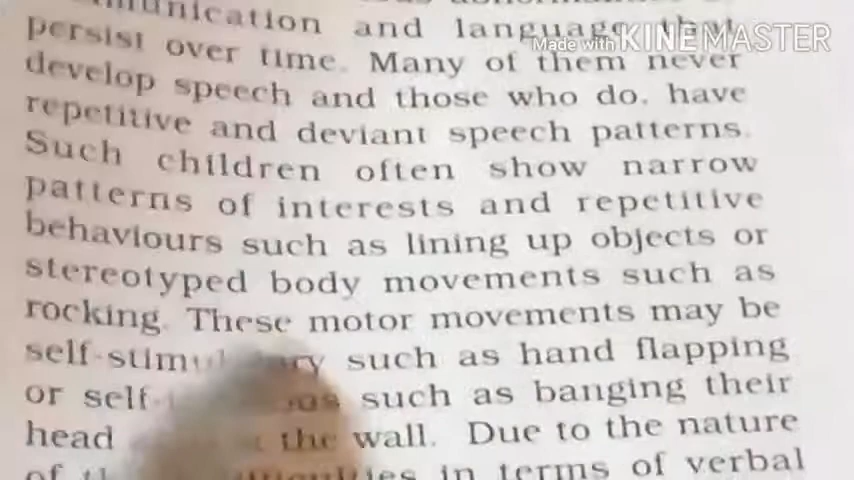 communication and language that
Made with KINEMASTER
persist over time. Many of them never
develop speech and those who do, have
repetitive and deviant speech patterns.
Such children often show narrow
patterns of interests and repetitive
behaviours such as lining up objects or
stereotyped body movements such as
rocking. These motor movements may be
such as hand flapping
or such as banging their
head the wall. Due to the nature
of in terms of verbal